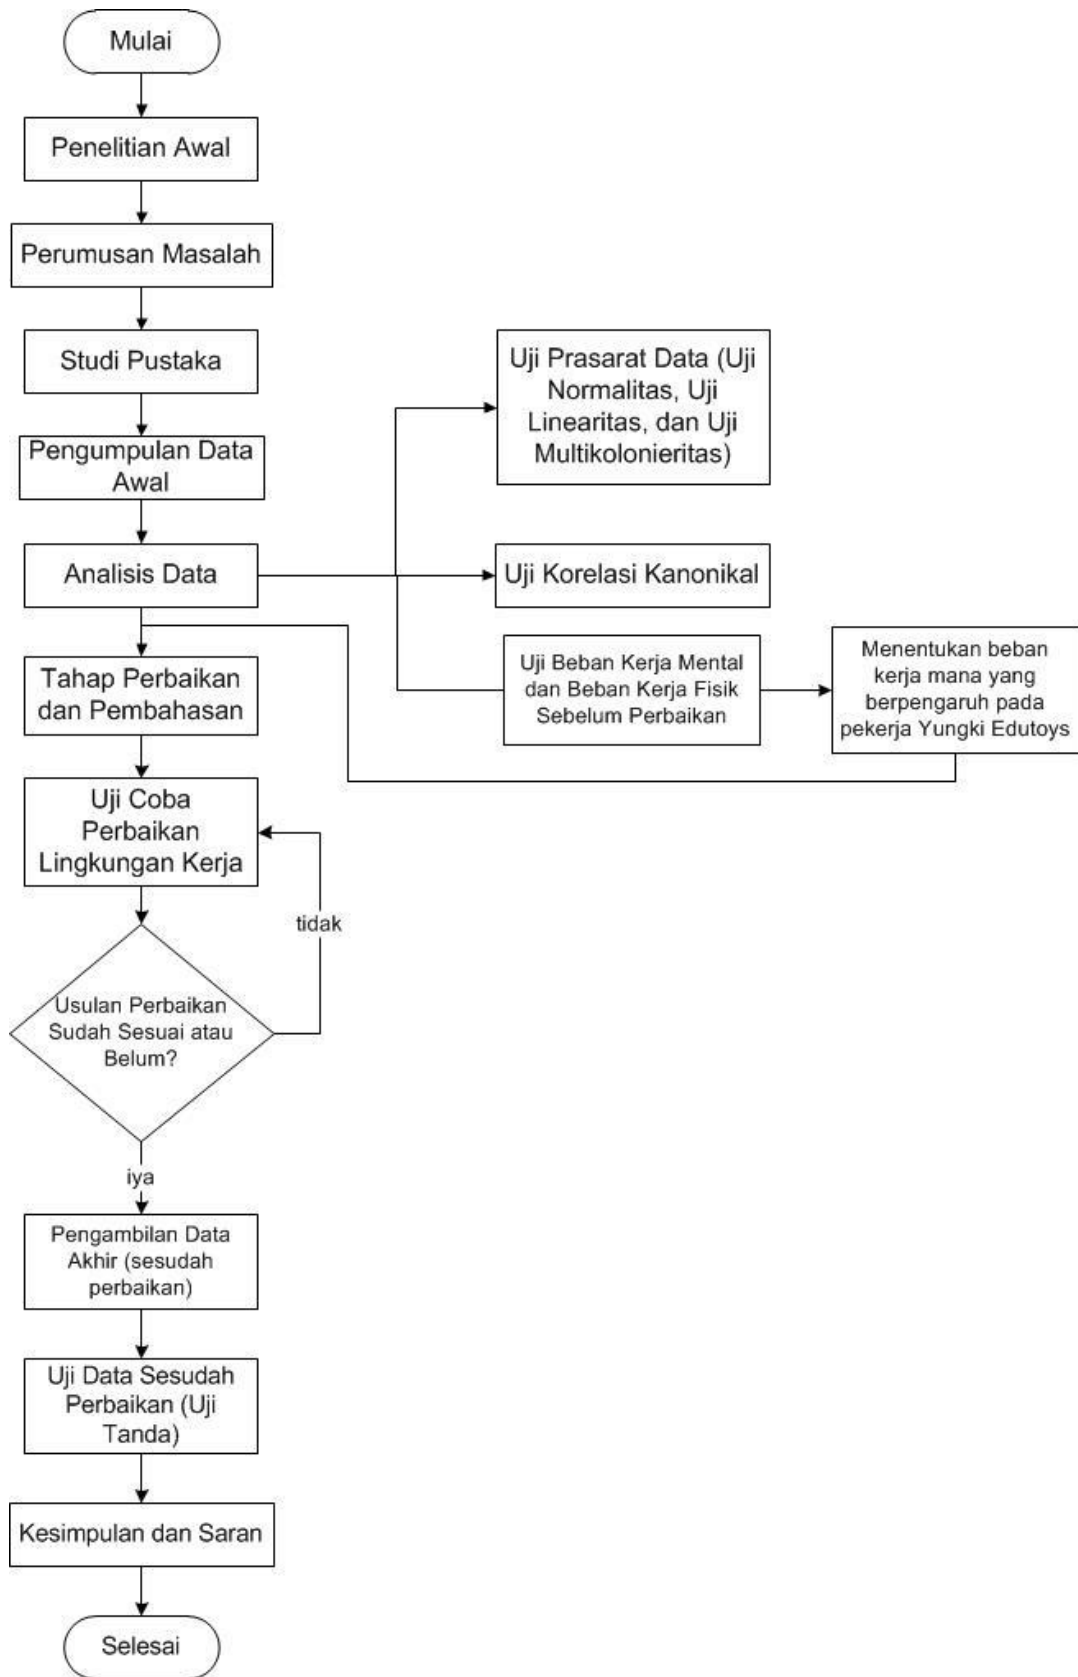 Mulai
Penelitian Awal
Perumusan Masalah
Studi Pustaka
Pengumpulan Data
Awal
Analisis Data
Uji Prasarat Data (Uji
Normalitas, Uji
Linearitas, dan Uji
Multikolonieritas)
Uji Korelasi Kanonikal
Uji Beban Kerja Mental
dan Beban Kerja Fisik
Sebelum Perbaikan
Menentukan beban
kerja mana yang
berpengaruh pada
pekerja Yungki Edutoys
Tahap Perbaikan
dan Pembahasan
Uji Coba
Perbaikan
Lingkungan Kerja
tidak
Usulan Perbaikan
Sudah Sesuai atau
Belum?
iya
Pengambilan Data
Akhir (sesudah
perbaikan)
Uji Data Sesudah
Perbaikan (Uji
Tanda)
Kesimpulan dan Saran
Selesai